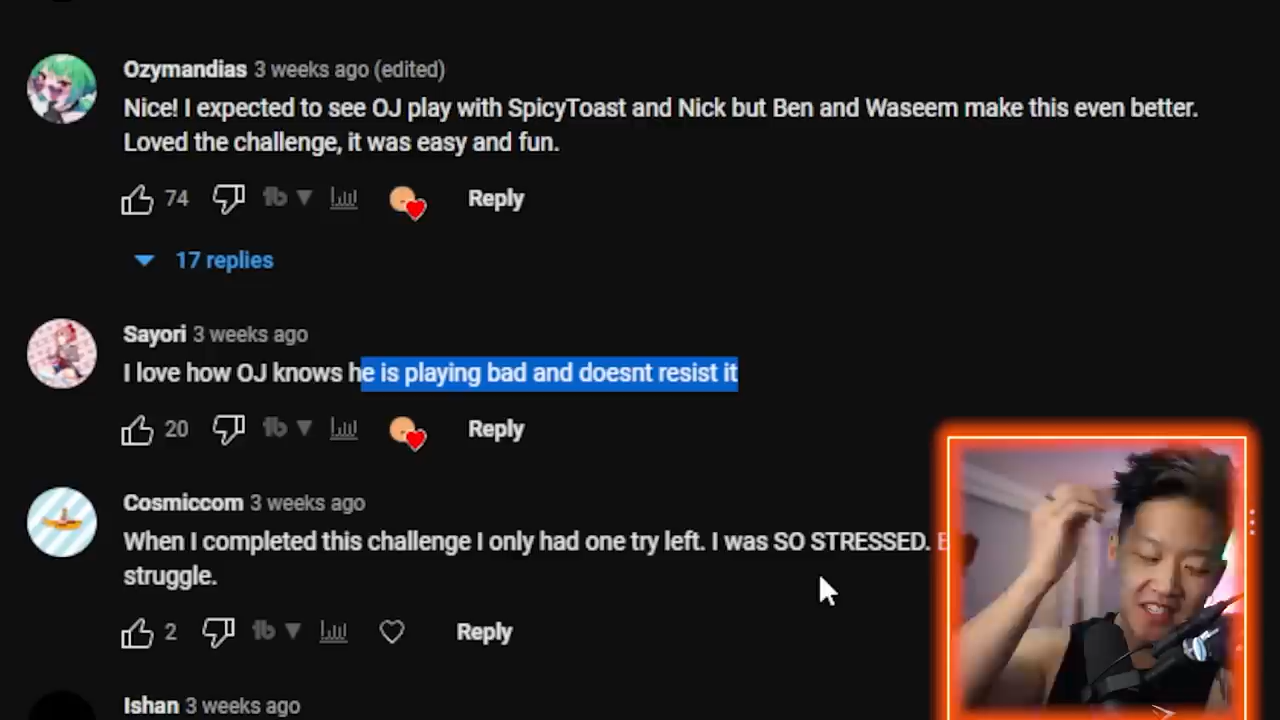 Ozymandias 3 weeks ago (edited)
Nice! I expected to see OJ play with SpicyToast and Nick but Ben and Waseem make this even better.
Loved the challenge, it was easy and fun.
74
Reply
17 replies
Sayori 3 weeks ago
I love how OJ knows he is playing bad and doesnt resist it
20
Reply
Cosmiccom 3 weeks ago
When I completed this challenge I only had one try left. I was SO STRESSED.
struggle.
2
Reply
Ishan 3 weeks ago